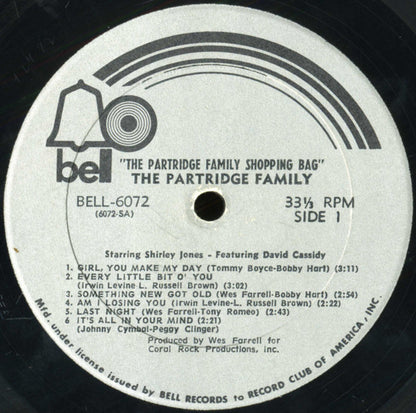 bell
"THE PARTRIDGE FAMILY SHOPPING BAG"
THE PARTRIDGE FAMILY
BELL-6072
(6072-SA)
33⅓ RPM
SIDE 1
Starring Shirley Jones - Featuring David Cassidy
1. GIRL, YOU MAKE MY DAY (Tommy Boyce-Bobby Hart) (3:11)
2. EVERY LITTLE BIT O' YOU
(Irwin Levine-L. Russell Brown) (3:02)
3. SOMETHING NEW GOT OLD (Wes Farrell-Bobby Hart) (2:54)
4. AM I LOSING YOU (Irwin Levine-L. Russell Brown) (2:22)
5. LAST NIGHT (Wes Farrell-Tony Romeo) (2:43)
6 IT'S ALL IN YOUR MIND (2:21)
(Johnny Cymbal-Peggy Clinger)
Produced by Wes Farrell for
Coral Rock Productions, Inc.
Mfd. under license issued by BELL RECORDS to RECORD CLUB OF AMERICA, INC.